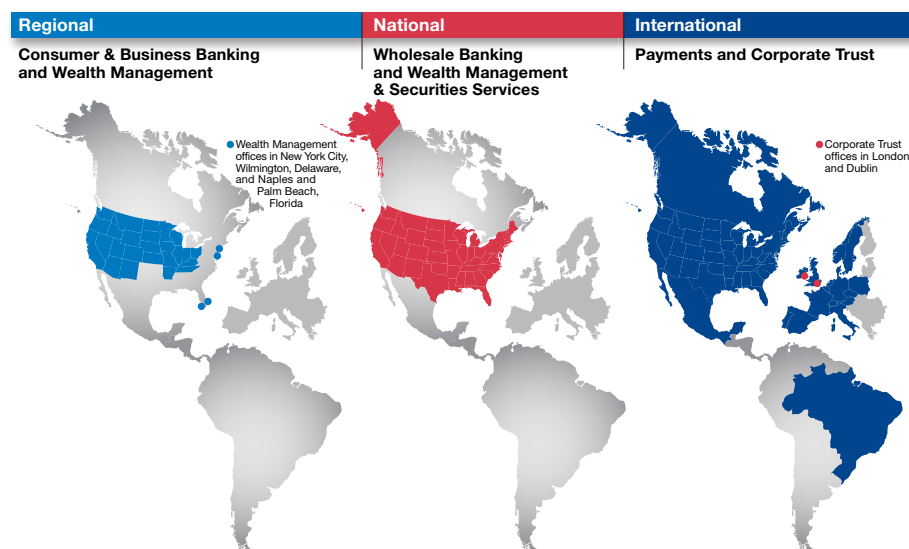 Regional
National
International
Consumer & Business Banking
and Wealth Management
Wholesale Banking
and Wealth Management
& Securities Services
Payments and Corporate Trust
Wealth Management
offices in New York City,
Wilmington, Delaware,
and Naples and
Palm Beach,
Florida
Corporate Trust
offices in London
and Dublin